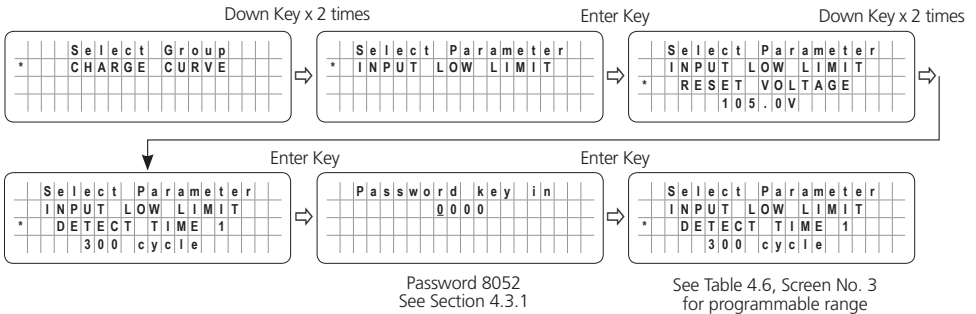 Down Key x 2 times
Enter Key
Down Key x 2 times
Select Group
* CHARGE CURVE
Select Parameter
* INPUT LOW LIMIT
Select Parameter
INPUT LOW LIMIT
* RESET VOLTAGE
105.0V
Enter Key
Enter Key
Select Parameter
INPUT LOW LIMIT
* DETECT TIME 1
300 cycle
Password key in
0000
Select Parameter
INPUT LOW LIMIT
* DETECT TIME 1
300 cycle
Password 8052
See Section 4.3.1
See Table 4.6, Screen No. 3
for programmable range